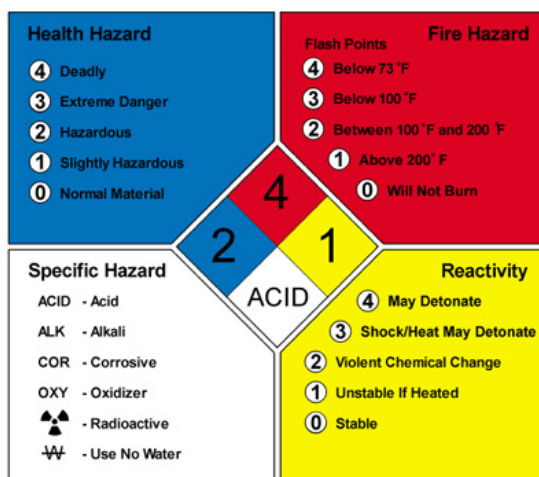 Health Hazard
4 Deadly
3 Extreme Danger
2 Hazardous
1 Slightly Hazardous
0 Normal Material
Fire Hazard
Flash Points
4 Below 73°F
3 Below 100°F
2 Between 100°F and 200°F
1 Above 200°F
0 Will Not Burn
4
2
1
ACID
Specific Hazard
ACID - Acid
ALK - Alkali
COR - Corrosive
OXY - Oxidizer
- Radioactive
W - Use No Water
Reactivity
4 May Detonate
3 Shock/Heat May Detonate
2 Violent Chemical Change
1 Unstable If Heated
0 Stable